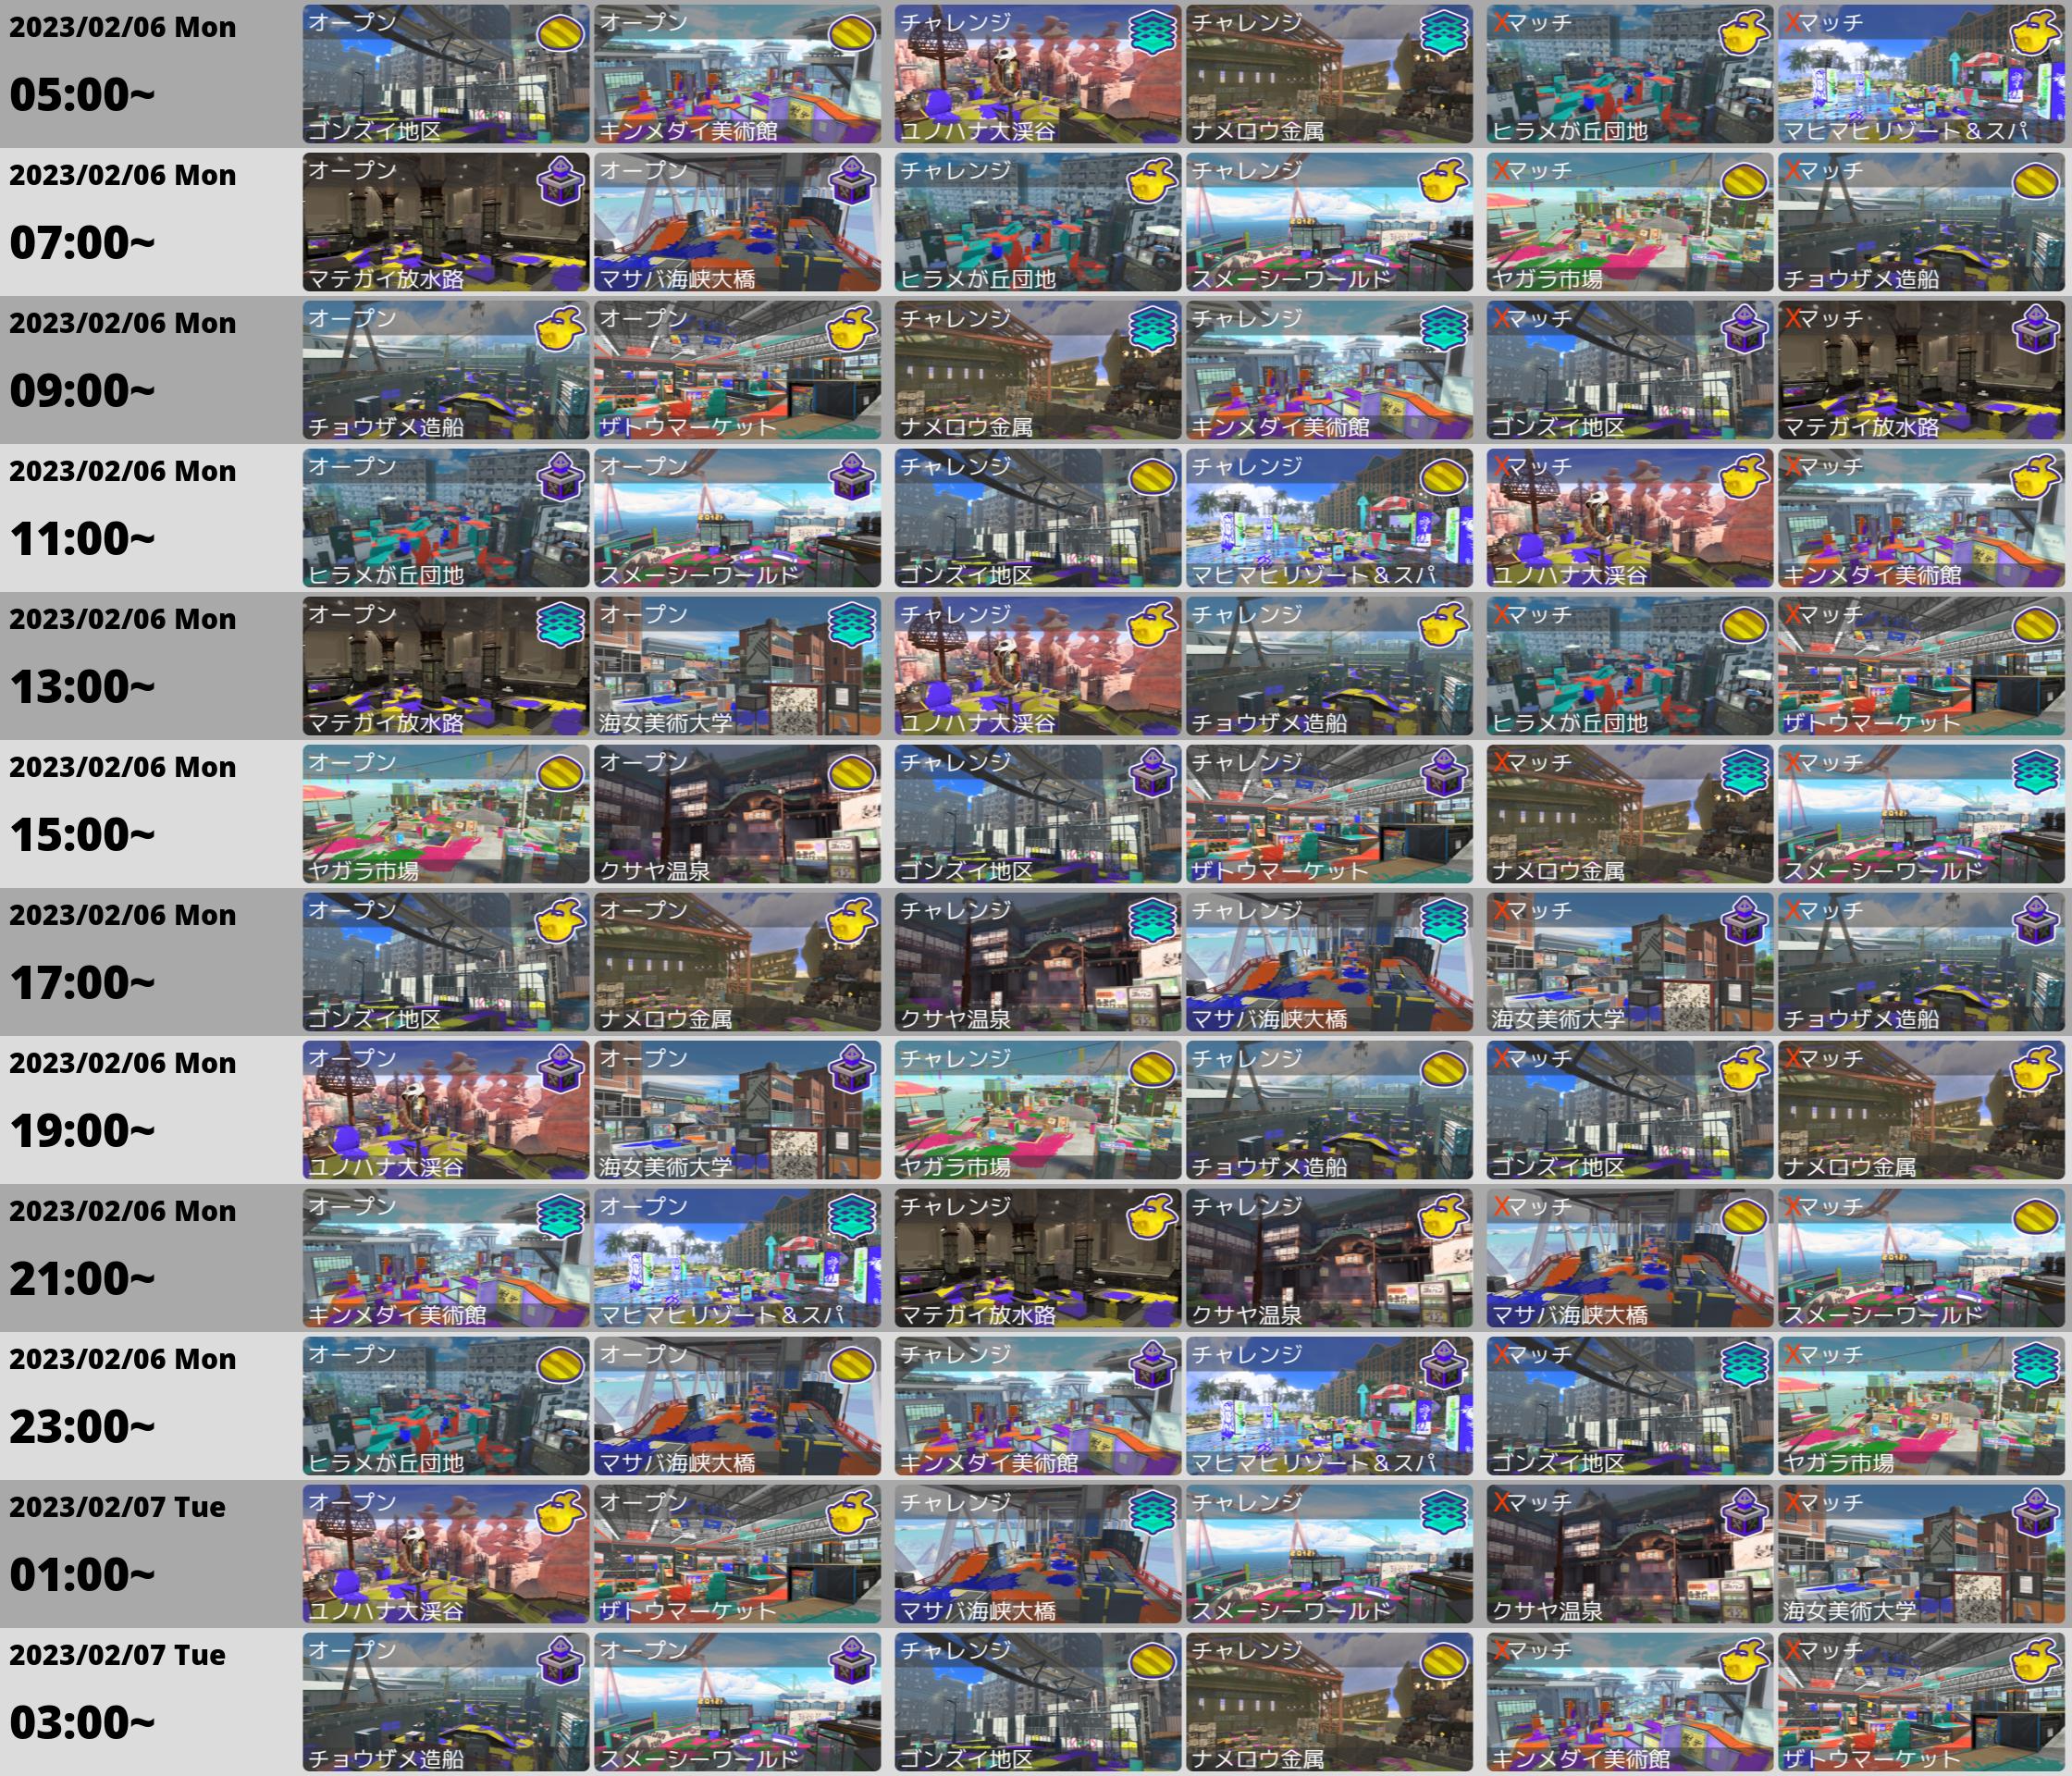 2023/02/06 Mon
05:00~
オープン オープン チャレンジ チャレンジ Xマッチ Xマッチ
ゴンズイ地区 キンメダイ美術館 ユノハナ大渓谷 ナメロウ金属 ヒラメが丘団地 マヒマヒリゾート＆スパ
2023/02/06 Mon
07:00~
オープン オープン チャレンジ チャレンジ Xマッチ Xマッチ
マテガイ放水路 マサバ海峡大橋 ヒラメが丘団地 スメーシーワールド ヤガラ市場 チョウザメ造船
2023/02/06 Mon
09:00~
オープン オープン チャレンジ チャレンジ Xマッチ Xマッチ
チョウザメ造船 ザトウマーケット ナメロウ金属 キンメダイ美術館 ゴンズイ地区 マテガイ放水路
2023/02/06 Mon
11:00~
オープン オープン チャレンジ チャレンジ Xマッチ Xマッチ
ヒラメが丘団地 スメーシーワールド ゴンズイ地区 マヒマヒリゾート＆スパ ユノハナ大渓谷 キンメダイ美術館
2023/02/06 Mon
13:00~
オープン オープン チャレンジ チャレンジ Xマッチ Xマッチ
マテガイ放水路 海女美術大学 ユノハナ大渓谷 チョウザメ造船 ヒラメが丘団地 ザトウマーケット
2023/02/06 Mon
15:00~
オープン オープン チャレンジ チャレンジ Xマッチ Xマッチ
ヤガラ市場 クサヤ温泉 ゴンズイ地区 ザトウマーケット ナメロウ金属 スメーシーワールド
2023/02/06 Mon
17:00~
オープン オープン チャレンジ チャレンジ Xマッチ Xマッチ
ゴンズイ地区 ナメロウ金属 クサヤ温泉 マサバ海峡大橋 海女美術大学 チョウザメ造船
2023/02/06 Mon
19:00~
オープン オープン チャレンジ チャレンジ Xマッチ Xマッチ
ユノハナ大渓谷 海女美術大学 ヤガラ市場 チョウザメ造船 ゴンズイ地区 ナメロウ金属
2023/02/06 Mon
21:00~
オープン オープン チャレンジ チャレンジ Xマッチ Xマッチ
キンメダイ美術館 マヒマヒリゾート＆スパ マテガイ放水路 クサヤ温泉 マサバ海峡大橋 スメーシーワールド
2023/02/06 Mon
23:00~
オープン オープン チャレンジ チャレンジ Xマッチ Xマッチ
ヒラメが丘団地 マサバ海峡大橋 キンメダイ美術館 マヒマヒリゾート＆スパ ゴンズイ地区 ヤガラ市場
2023/02/07 Tue
01:00~
オープン オープン チャレンジ チャレンジ Xマッチ Xマッチ
ユノハナ大渓谷 ザトウマーケット マサバ海峡大橋 スメーシーワールド クサヤ温泉 海女美術大学
2023/02/07 Tue
03:00~
オープン オープン チャレンジ チャレンジ Xマッチ Xマッチ
チョウザメ造船 スメーシーワールド ゴンズイ地区 ナメロウ金属 キンメダイ美術館 ザトウマーケット